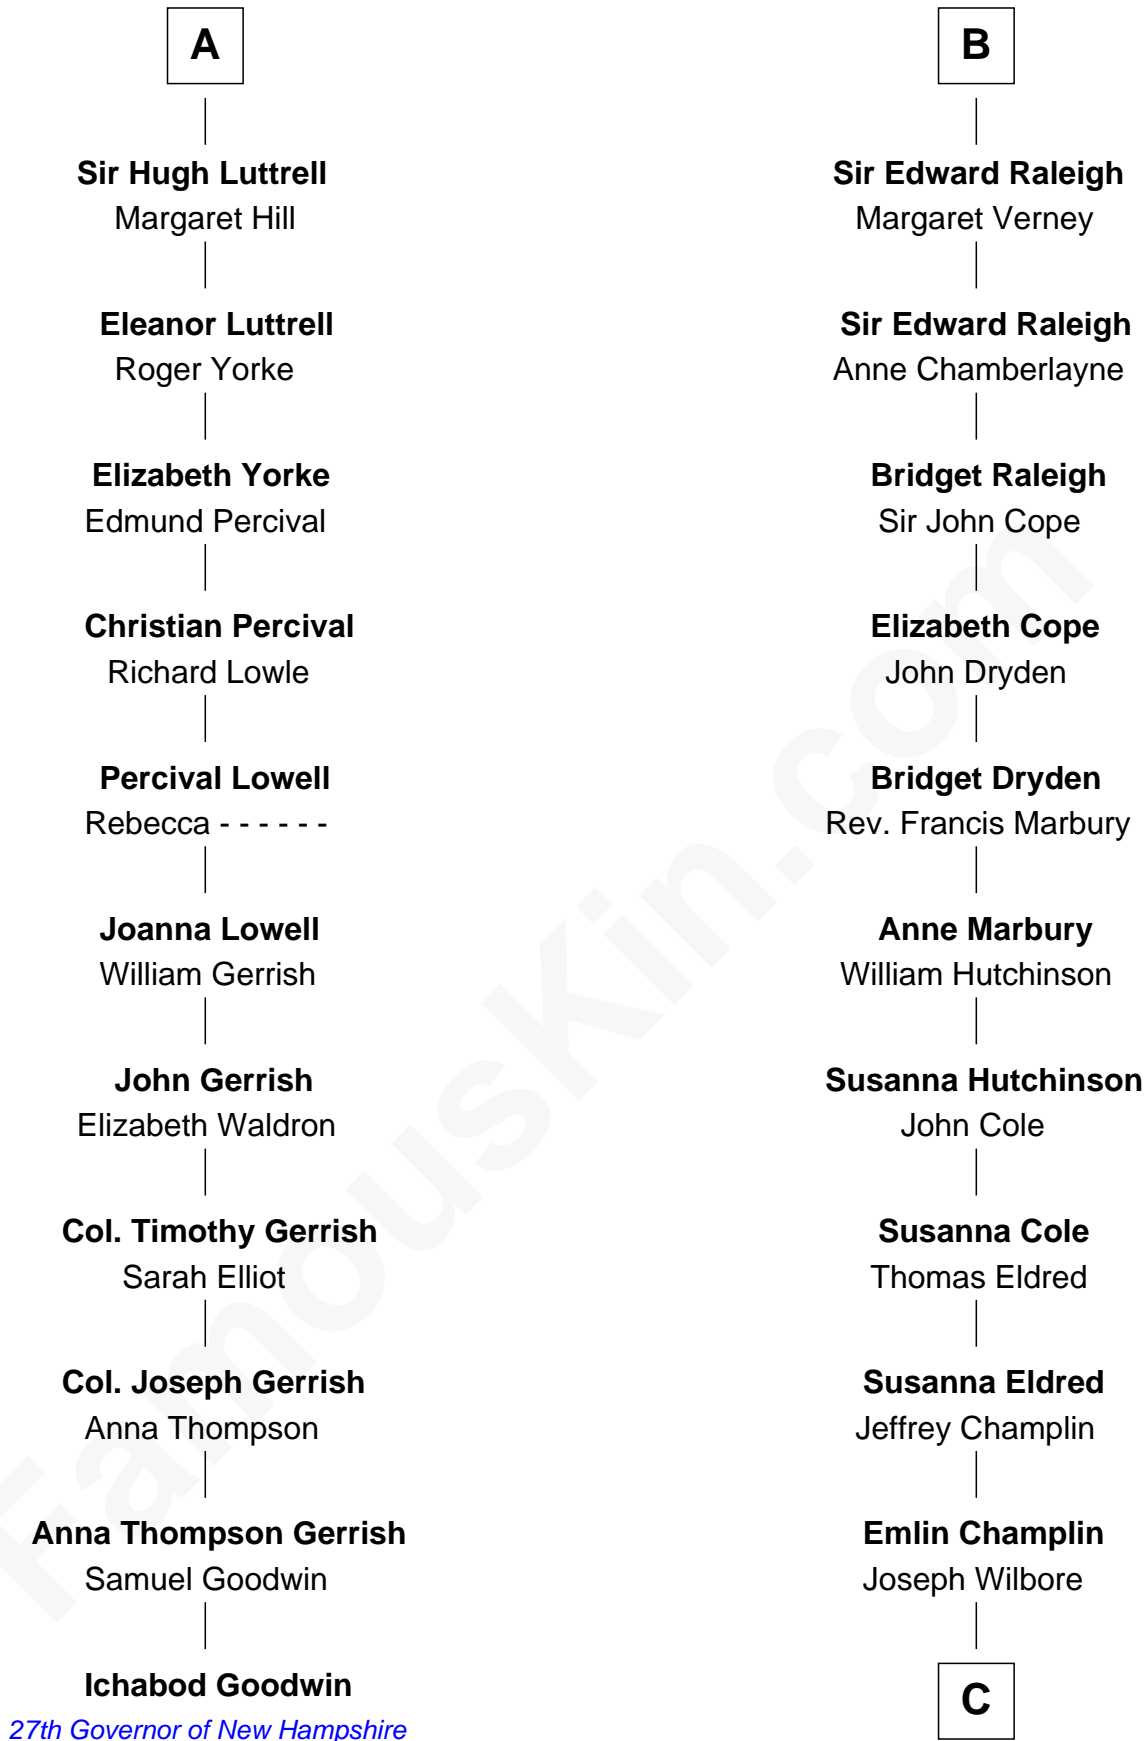 A
Sir Hugh Luttrell
Margaret Hill
Eleanor Luttrell
Roger Yorke
Elizabeth Yorke
Edmund Percival
Christian Percival
Richard Lowle
Percival Lowell
Rebecca - - - - - -
Joanna Lowell
William Gerrish
John Gerrish
Elizabeth Waldron
Col. Timothy Gerrish
Sarah Elliot
Col. Joseph Gerrish
Anna Thompson
Anna Thompson Gerrish
Samuel Goodwin
Ichabod Goodwin
27th Governor of New Hampshire
B
Sir Edward Raleigh
Margaret Verney
Sir Edward Raleigh
Anne Chamberlayne
Bridget Raleigh
Sir John Cope
Elizabeth Cope
John Dryden
Bridget Dryden
Rev. Francis Marbury
Anne Marbury
William Hutchinson
Susanna Hutchinson
John Cole
Susanna Cole
Thomas Eldred
Susanna Eldred
Jeffrey Champlin
Emlin Champlin
Joseph Wilbore
C
FamousKin.com